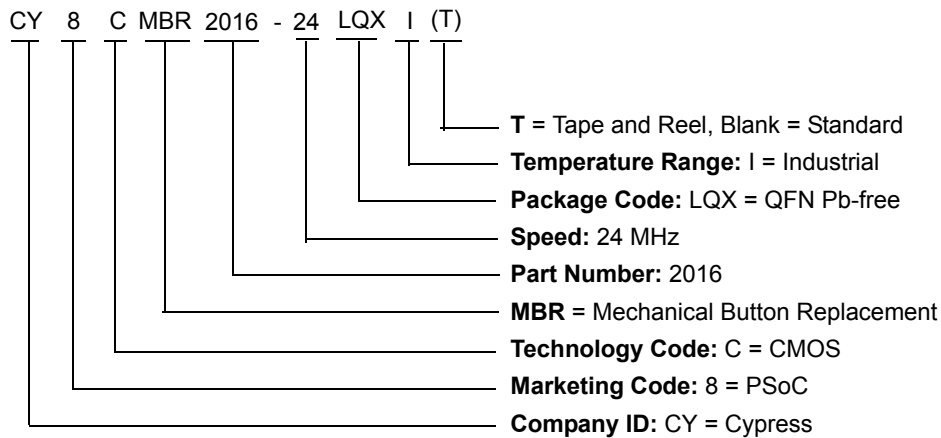 CY 8 C MBR 2016 - 24 LQX I (T)
T = Tape and Reel, Blank = Standard
Temperature Range: I = Industrial
Package Code: LQX = QFN Pb-free
Speed: 24 MHz
Part Number: 2016
MBR = Mechanical Button Replacement
Technology Code: C = CMOS
Marketing Code: 8 = PSoC
Company ID: CY = Cypress